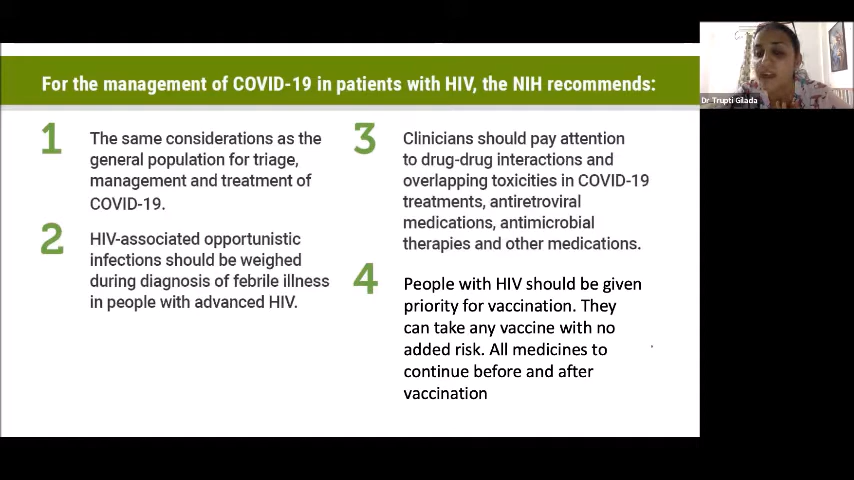 For the management of COVID-19 in patients with HIV, the NIH recommends:
1
The same considerations as the
general population for triage,
management and treatment of
COVID-19.
2
HIV-associated opportunistic
infections should be weighed
during diagnosis of febrile illness
in people with advanced HIV.
3
Clinicians should pay attention
to drug-drug interactions and
overlapping toxicities in COVID-19
treatments, antiretroviral
medications, antimicrobial
therapies and other medications.
4
People with HIV should be given
priority for vaccination. They
can take any vaccine with no
added risk. All medicines to
continue before and after
vaccination
Dr Trupti Gilada